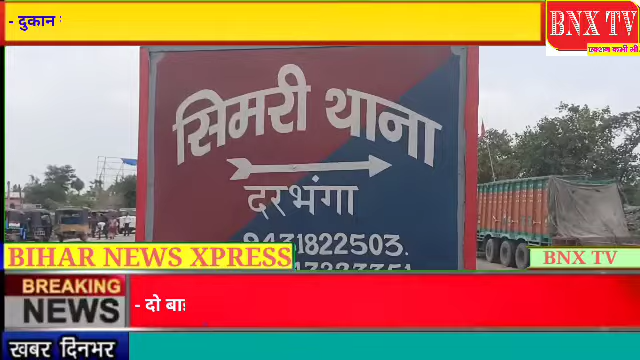 - दुकान
BNX TV
सिमरी थाना
दरभंगा
9431822503.
BIHAR NEWS XPRESS
BNX TV
BREAKING
NEWS
- दो
खबर दिनभर